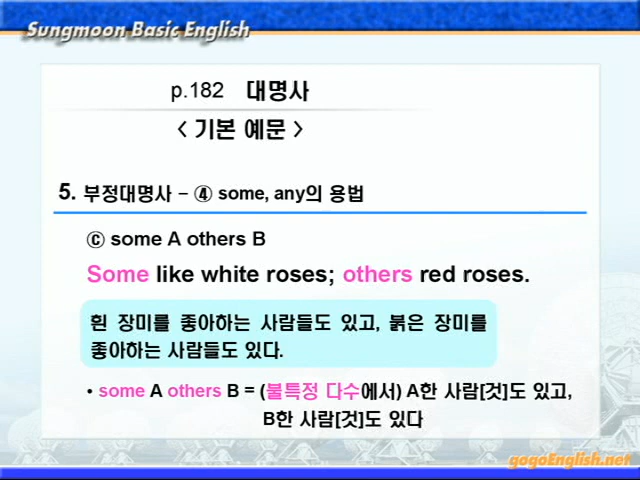 Sungmoon Basic English
p.182 대명사
< 기본 예문 >
5. 부정대명사 – ④ some, any의 용법
ⓒ some A others B
Some like white roses; others red roses.
흰 장미를 좋아하는 사람들도 있고, 붉은 장미를
좋아하는 사람들도 있다.
• some A others B = (불특정 다수에서) A한 사람[것]도 있고,
B한 사람[것]도 있다
gogoEnglish.net